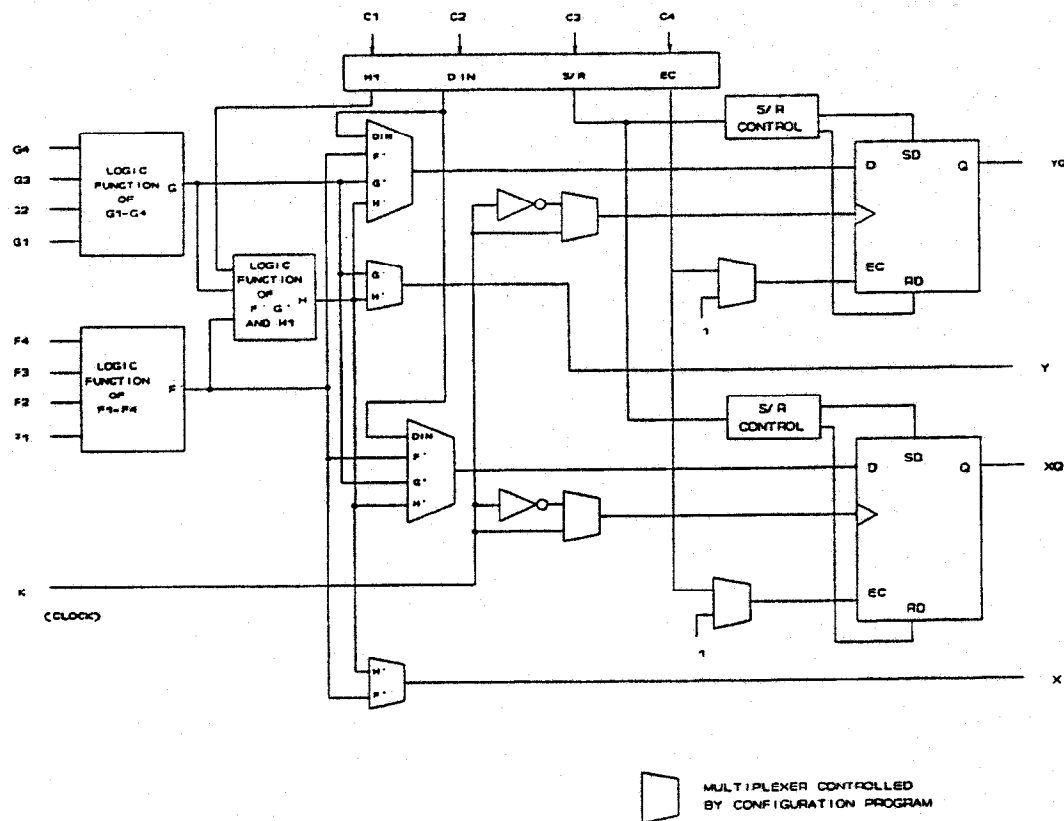 C1 C2 C3 C4
H1 DIN S/R EC
S/R
CONTROL
G4
G3
G2
G1
LOGIC
FUNCTION
OF
G1-G4
G
DIN
F'
G'
H'
D SD Q
EC
RD
YQ
LOGIC
FUNCTION
OF
F' G'
AND H1
H
G'
H'
1
Y
F4
F3
F2
F1
LOGIC
FUNCTION
OF
F1-F4
F
DIN
F'
G'
H'
S/R
CONTROL
D SD Q
EC
RD
XQ
K
(CLOCK)
1
H'
F'
X
MULTIPLEXER CONTROLLED
BY CONFIGURATION PROGRAM